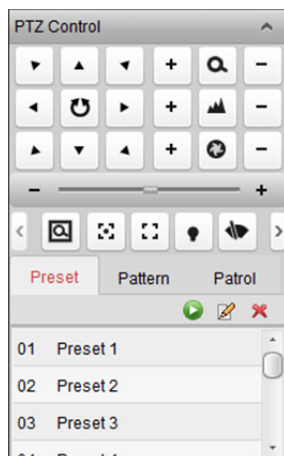 PTZ Control
Preset Pattern Patrol
01 Preset 1
02 Preset 2
03 Preset 3